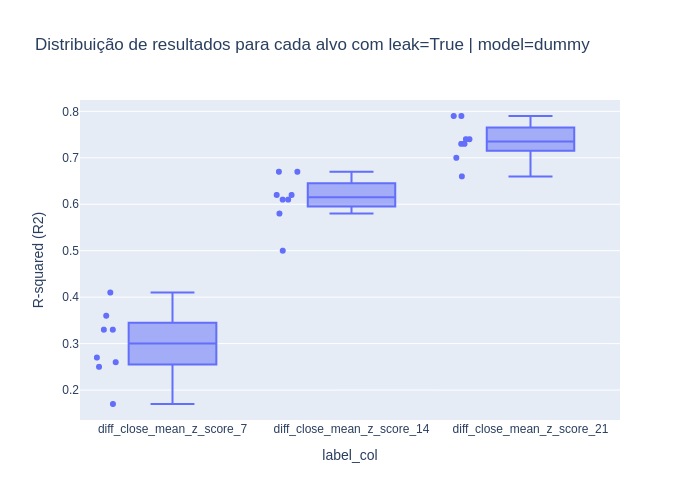 Distribuição de resultados para cada alvo com leak=True | model=dummy
0.8
0.7
0.6
0.5
0.4
0.3
0.2
R-squared (R2)
diff_close_mean_z_score_7 diff_close_mean_z_score_14 diff_close_mean_z_score_21
label_col